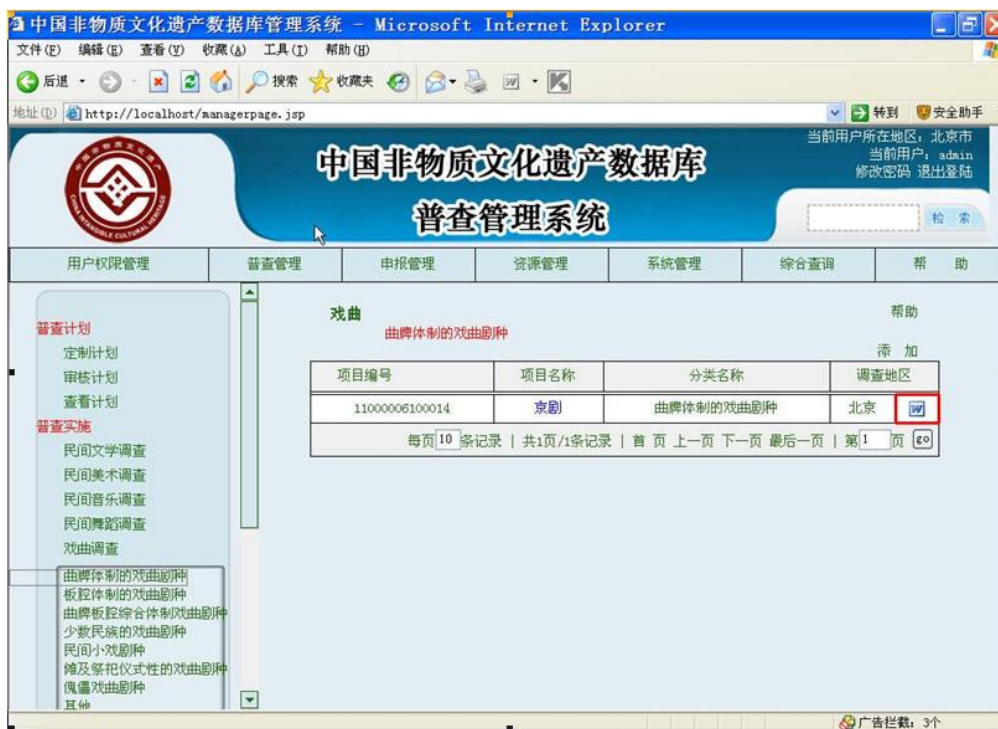 中国非物质文化遗产数据库管理系统 - Microsoft Internet Explorer
文件(F) 编辑(E) 查看(V) 收藏(A) 工具(T) 帮助(H)
后退 搜索 收藏夹
地址(D) http://localhost/managerpage.jsp 转到 安全助手
当前用户所在地区：北京市
当前用户：admin
修改密码 退出登陆
中国非物质文化遗产数据库
普查管理系统
检 索
CHINA INTANGIBLE CULTURAL HERITAGE
用户权限管理 普查管理 申报管理 资源管理 系统管理 综合查询 帮 助
普查计划
定制计划
审核计划
查看计划
普查实施
民间文学调查
民间美术调查
民间音乐调查
民间舞蹈调查
戏曲调查
曲牌体制的戏曲剧种
板腔体制的戏曲剧种
曲牌板腔综合体制戏曲剧种
少数民族的戏曲剧种
民间小戏剧种
傩及祭祀仪式性的戏曲剧种
傀儡戏曲剧种
其他
戏曲 帮助
曲牌体制的戏曲剧种
添 加
项目编号 项目名称 分类名称 调查地区
11000006100014 京剧 曲牌体制的戏曲剧种 北京
每页 10 条记录 | 共1页/1条记录 | 首 页 上一页 下一页 最后一页 | 第 1 页 go
广告拦截: 3个